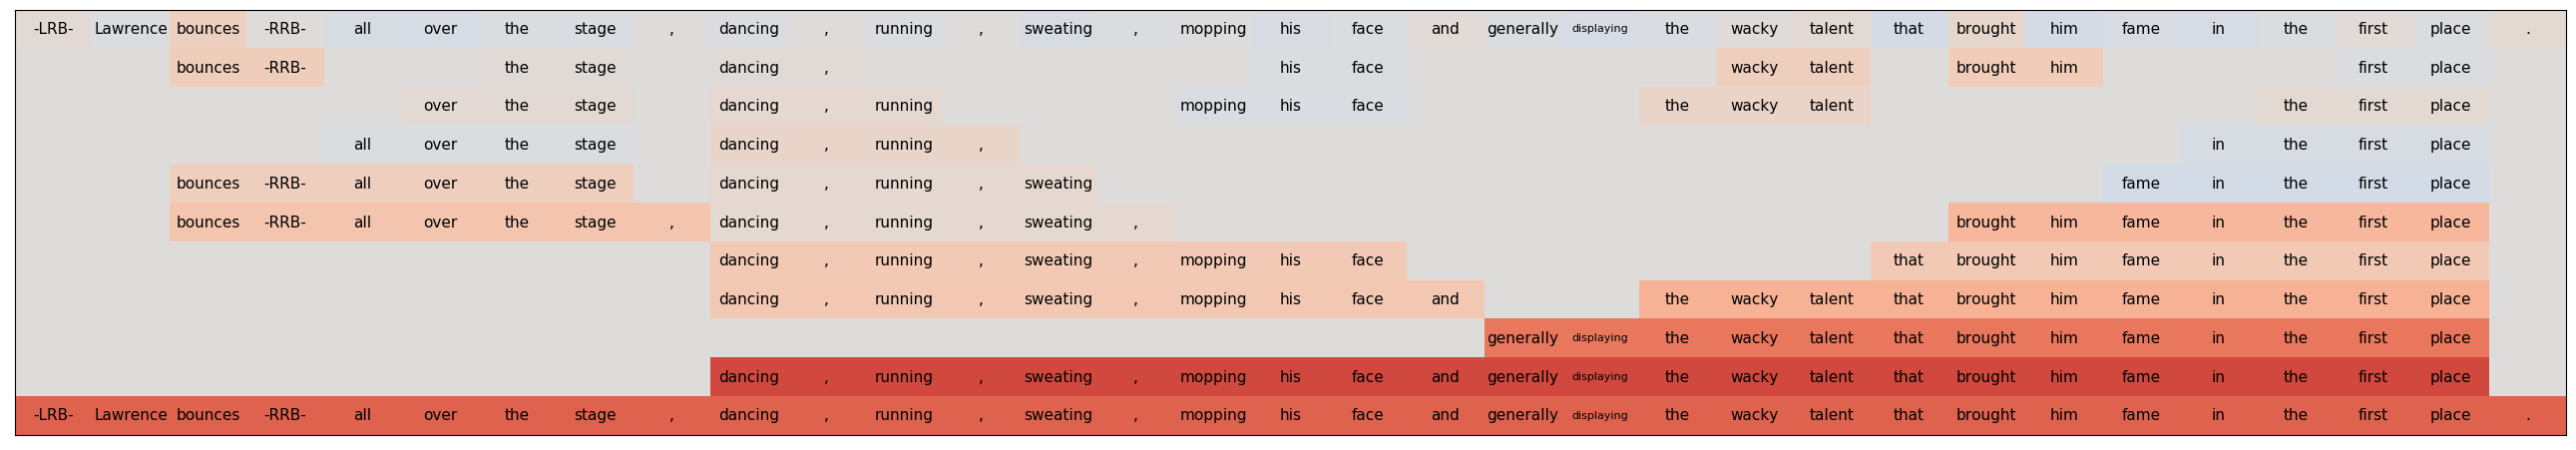 -LRB- Lawrence bounces -RRB- all over the stage , dancing , running , sweating , mopping his face and generally displaying the wacky talent that brought him fame in the first place .
bounces -RRB- the stage dancing , his face wacky talent brought him first place
over the stage dancing , running mopping his face the wacky talent the first place
all over the stage dancing , running , in the first place
bounces -RRB- all over the stage dancing , running , sweating fame in the first place
bounces -RRB- all over the stage , dancing , running , sweating , brought him fame in the first place
dancing , running , sweating , mopping his face that brought him fame in the first place
dancing , running , sweating , mopping his face and the wacky talent that brought him fame in the first place
generally displaying the wacky talent that brought him fame in the first place
dancing , running , sweating , mopping his face and generally displaying the wacky talent that brought him fame in the first place
-LRB- Lawrence bounces -RRB- all over the stage , dancing , running , sweating , mopping his face and generally displaying the wacky talent that brought him fame in the first place .